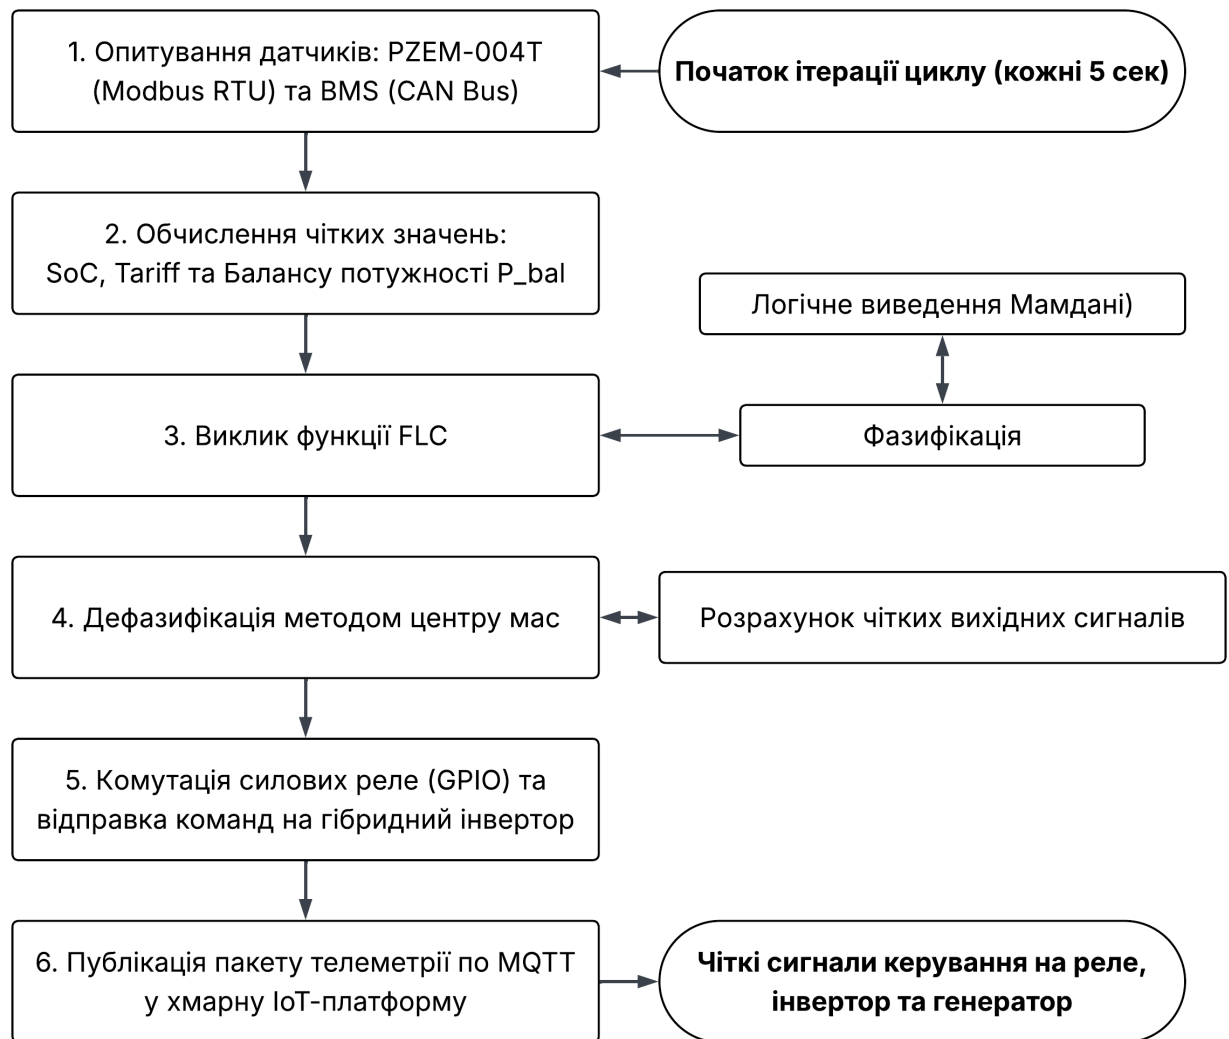 Початок ітерації циклу (кожні 5 сек)
1. Опитування датчиків: PZEM-004T
(Modbus RTU) та BMS (CAN Bus)
2. Обчислення чітких значень:
SoC, Tariff та Балансу потужності P_bal
3. Виклик функції FLC
Логічне виведення Мамдані)
Фазифікація
4. Дефазифікація методом центру мас
Розрахунок чітких вихідних сигналів
5. Комутація силових реле (GPIO) та
відправка команд на гібридний інвертор
6. Публікація пакету телеметрії по MQTT
у хмарну IoT-платформу
Чіткі сигнали керування на реле,
інвертор та генератор